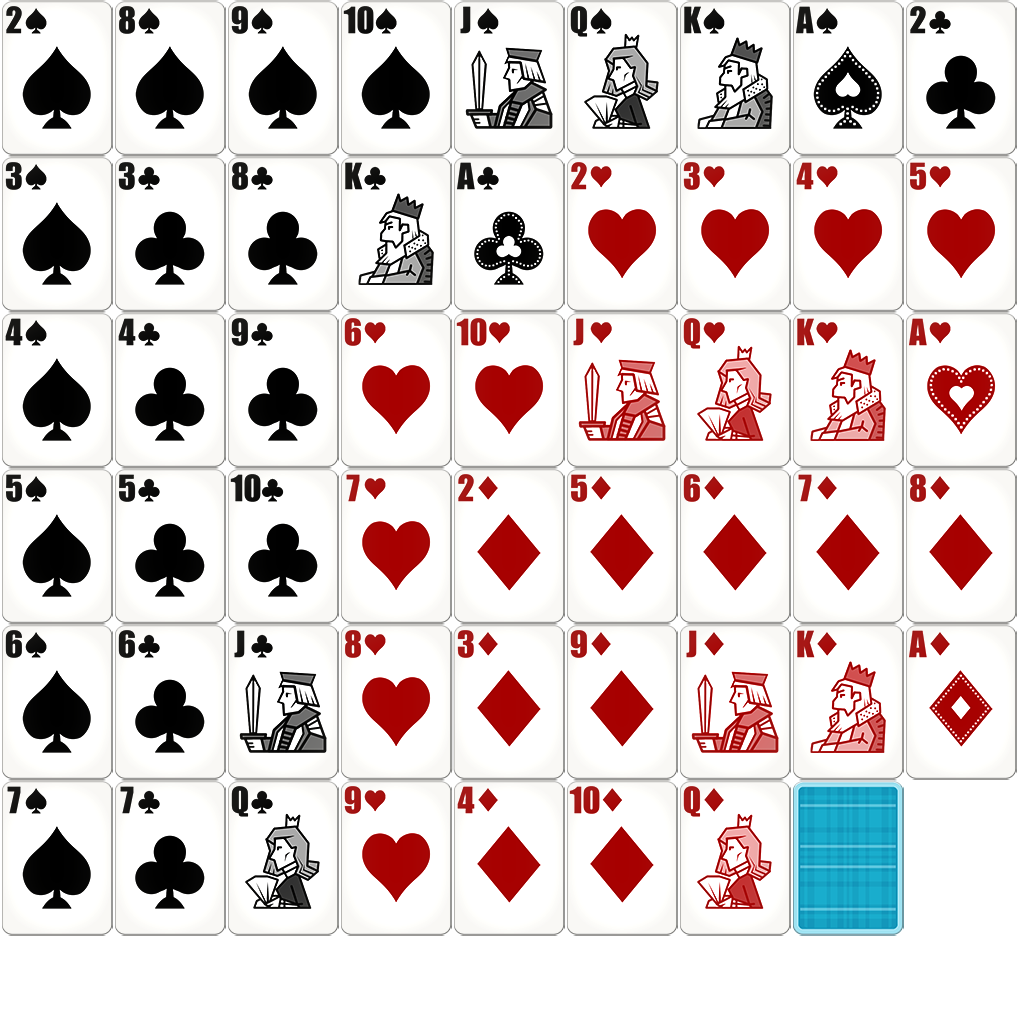 2♠ 8♠ 9♠ 10♠ J♠ Q♠ K♠ A♠ 2♣
3♠ 3♣ 8♣ K♣ A♣ 2♥ 3♥ 4♥ 5♥
4♠ 4♣ 9♣ 6♥ 10♥ J♥ Q♥ K♥ A♥
5♠ 5♣ 10♣ 7♥ 2♦ 5♦ 6♦ 7♦ 8♦
6♠ 6♣ J♣ 8♥ 3♦ 9♦ J♦ K♦ A♦
7♠ 7♣ Q♣ 9♥ 4♦ 10♦ Q♦